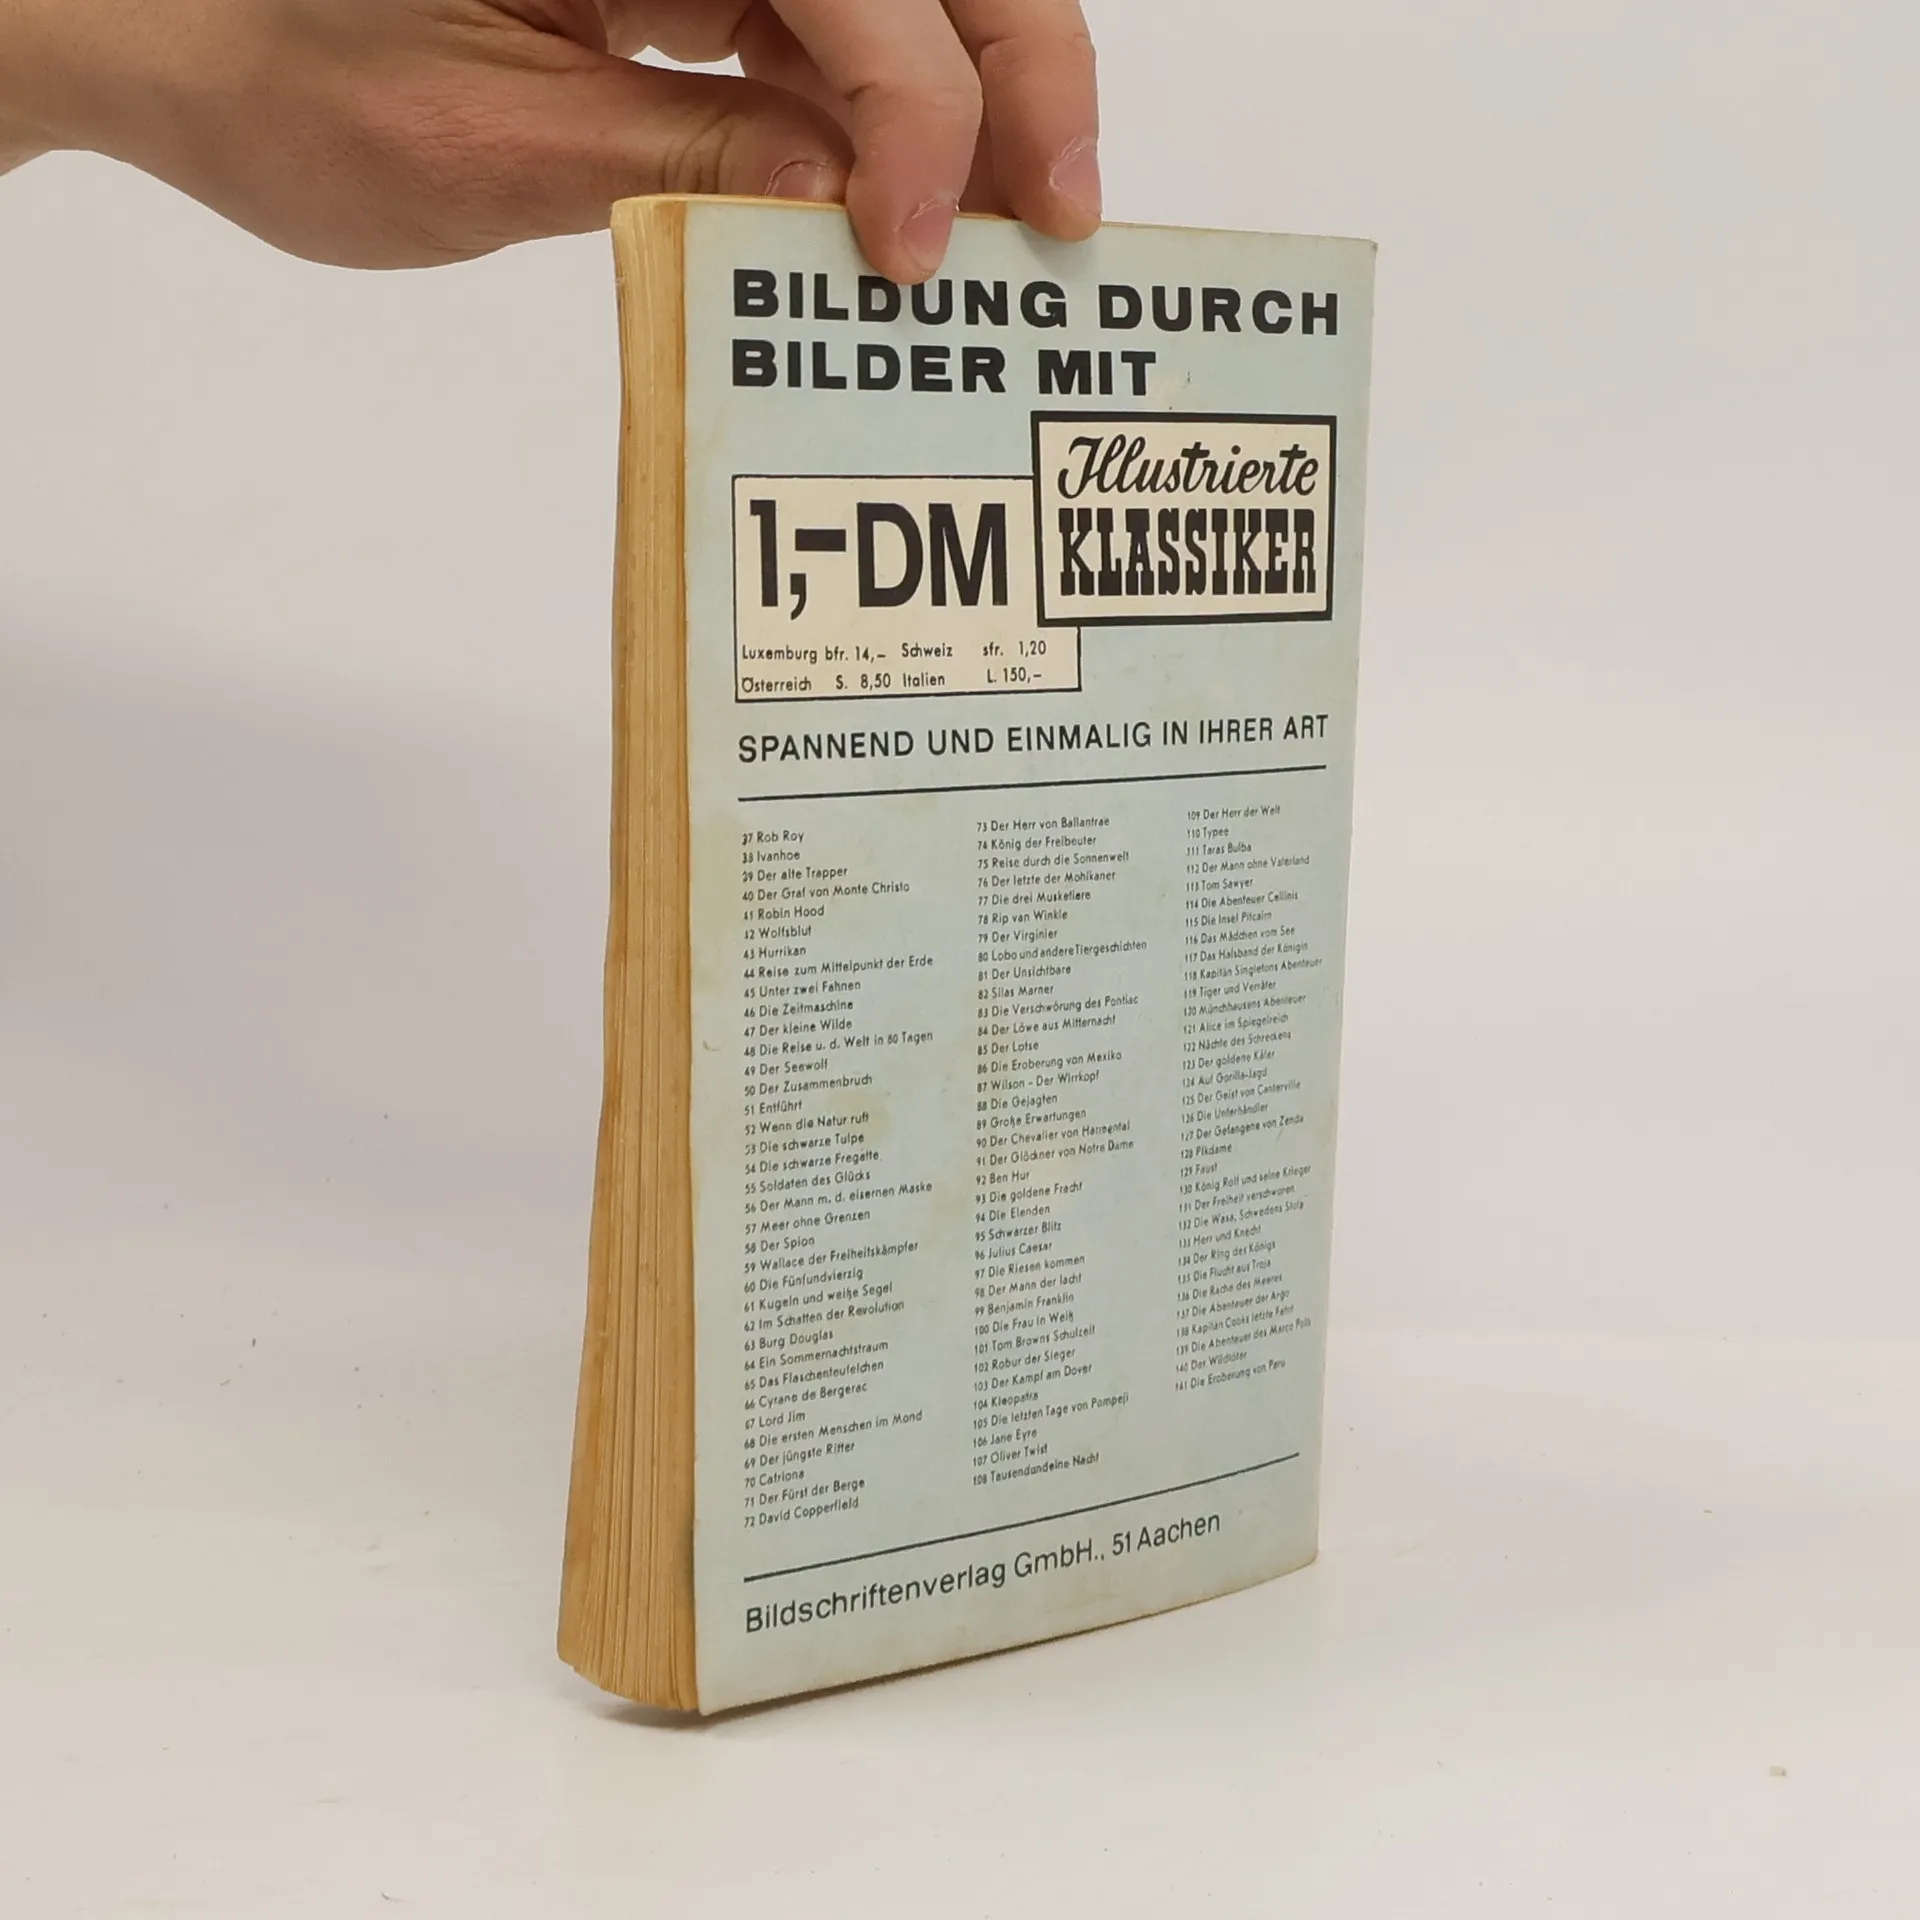 BILDUNG DURCH
BILDER MIT
Illustrierte
KLASSIKER
1,-DM
Luxemburg bfr. 14,– Schweiz sfr. 1,20
Österreich S. 8,50 Italien L. 150,–
SPANNEND UND EINMALIG IN IHRER ART
37 Rob Roy
38 Ivanhoe
39 Der alte Trapper
40 Der Graf von Monte Christo
41 Robin Hood
42 Wolfsblut
43 Hurrikan
44 Reise zum Mittelpunkt der Erde
45 Unter zwei Fahnen
46 Die Zeitmaschine
47 Der kleine Wilde
48 Die Reise u. d. Welt in 80 Tagen
49 Der Seewolf
50 Der Zusammenbruch
51 Entführt
52 Wenn die Natur ruft
53 Die schwarze Tulpe
54 Die schwarze Fregatte
55 Soldaten des Glücks
56 Der Mann m. d. eisernen Maske
57 Meer ohne Grenzen
58 Der Spion
59 Wallace der Freiheitskämpfer
60 Die Fünfundvierzig
61 Kugeln und weiße Segel
62 Im Schatten der Revolution
63 Burg Douglas
64 Ein Sommernachtstraum
65 Das Flaschenteufelchen
66 Cyrano de Bergerac
67 Lord Jim
68 Die ersten Menschen im Mond
69 Der jüngste Ritter
70 Catriona
71 Der Fürst der Berge
72 David Copperfield
73 Der Herr von Ballantrae
74 König der Freibeuter
75 Reise durch die Sonnenwelt
76 Der letzte der Mohikaner
77 Die drei Musketiere
78 Rip van Winkle
79 Der Virginier
80 Lobo und andere Tiergeschichten
81 Der Unsichtbare
82 Silas Marner
83 Die Verschwörung des Pontiac
84 Der Löwe aus Mitternacht
85 Der Lotse
86 Die Eroberung von Mexiko
87 Wilson - Der Wirrkopf
88 Die Gejagten
89 Große Erwartungen
90 Der Chevalier von Harmental
91 Der Glöckner von Notre Dame
92 Ben Hur
93 Die goldene Fracht
94 Die Elenden
95 Schwarzer Blitz
96 Julius Caesar
97 Die Riesen kommen
98 Der Mann der lacht
99 Benjamin Franklin
100 Die Frau in Weiß
101 Tom Browns Schulzeit
102 Robur der Sieger
103 Der Kampf am Dover
104 Kleopatra
105 Die letzten Tage von Pompeji
106 Jane Eyre
107 Oliver Twist
108 Tausendundeine Nacht
109 Der Herr der Welt
110 Typee
111 Taras Bulba
112 Der Mann ohne Vaterland
113 Tom Sawyer
114 Die Abenteuer Cellinis
115 Die Insel Pitcairn
116 Das Mädchen vom See
117 Das Halsband der Königin
118 Kapitän Singletons Abenteuer
119 Tiger und Verräter
120 Münchhausens Abenteuer
121 Alice im Spiegelreich
122 Nächte des Schreckens
123 Der goldene Käfer
124 Auf Gorilla-Jagd
125 Der Geist von Canterville
126 Die Unterhändler
127 Der Gefangene von Zenda
128 Pikdame
129 Faust
130 König Rolf und seine Krieger
131 Der Freiheit verschworen
132 Die Wasa, Schwedens Stolz
133 Herr und Knecht
134 Der Ring des Königs
135 Die Flucht aus Troja
136 Die Rache des Meeres
137 Die Abenteuer der Argo
138 Kapitän Cooks letzte Fahrt
139 Die Abenteuer des Marco Polo
140 Der Wildtöter
141 Die Eroberung von Peru
Bildschriftenverlag GmbH., 51 Aachen